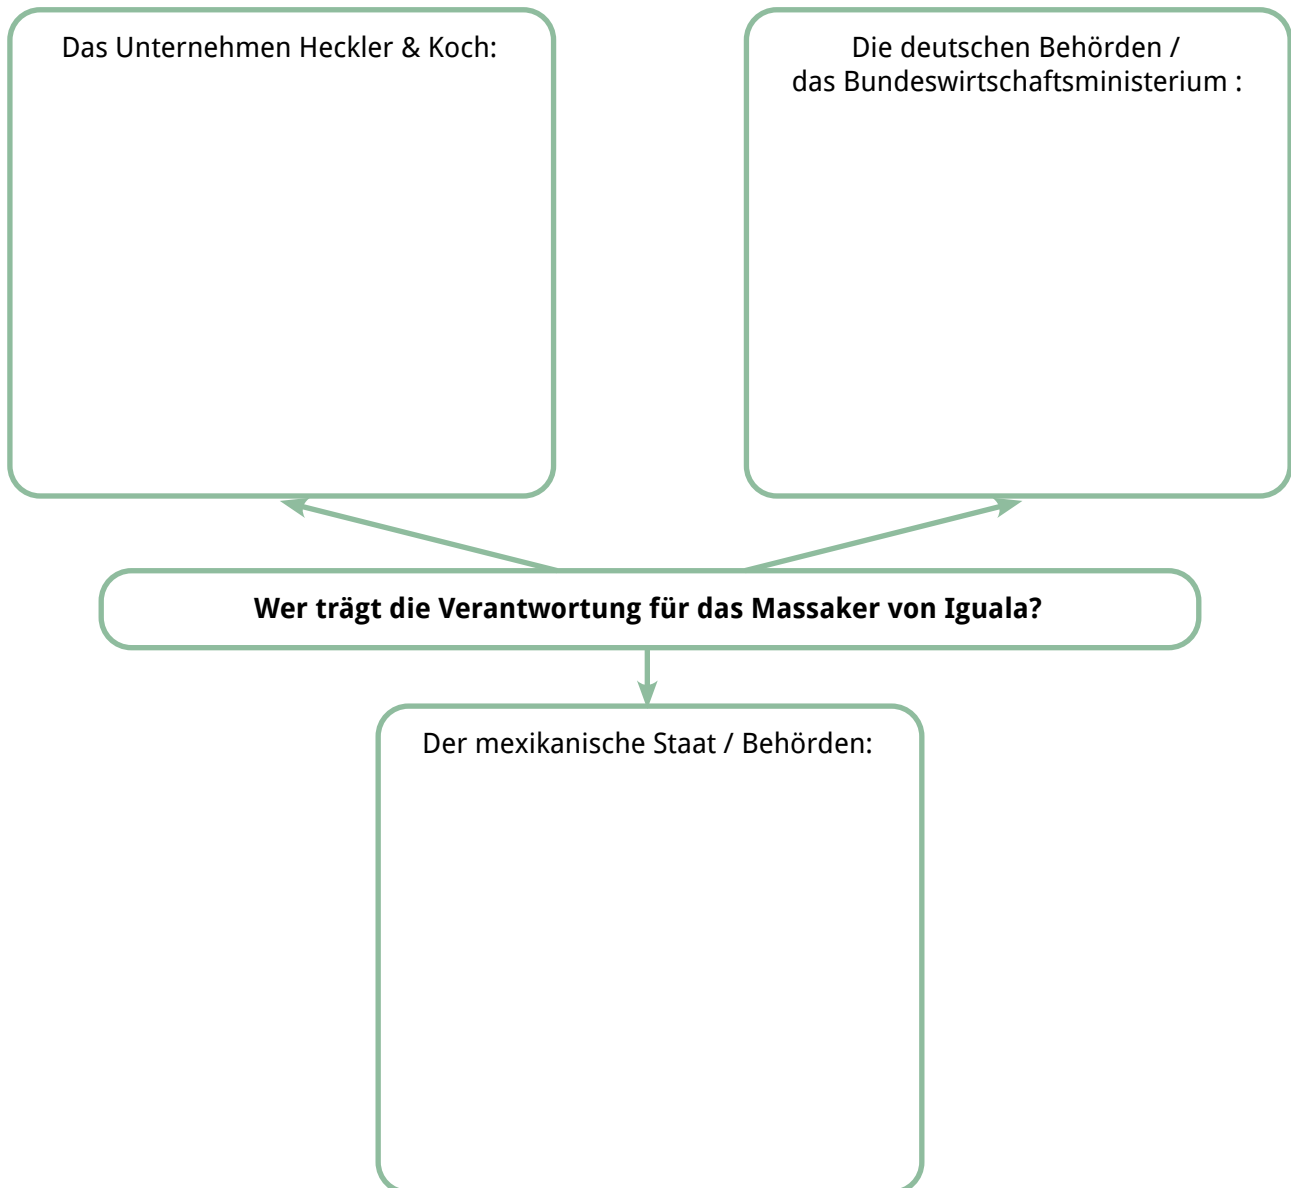 Das Unternehmen Heckler & Koch:
Die deutschen Behörden /
das Bundeswirtschaftsministerium :
Wer trägt die Verantwortung für das Massaker von Iguala?
Der mexikanische Staat / Behörden: